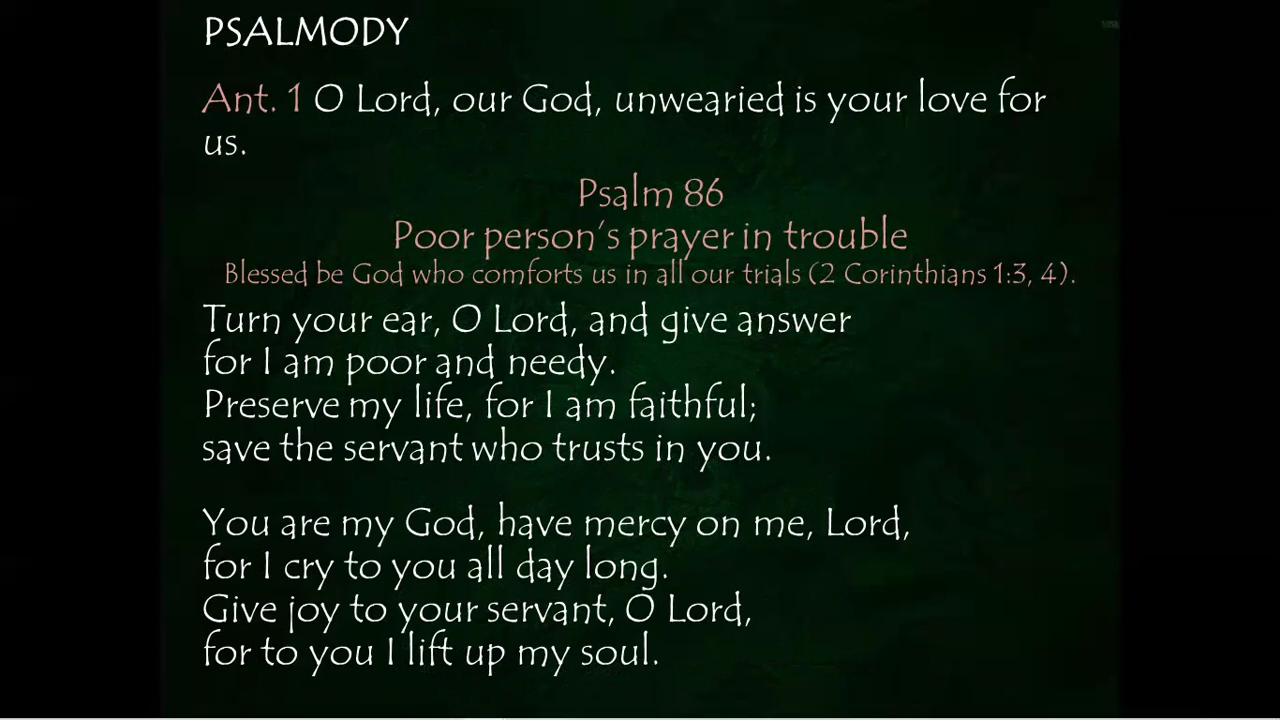 PSALMODY
Ant. 1 O Lord, our God, unwearied is your love for
us.
Psalm 86
Poor person's prayer in trouble
Blessed be God who comforts us in all our trials (2 Corinthians 1:3, 4).
Turn your ear, O Lord, and give answer
for I am poor and needy.
Preserve my life, for I am faithful;
save the servant who trusts in you.
You are my God, have mercy on me, Lord,
for I cry to you all day long.
Give joy to your servant, O Lord,
for to you I lift up my soul.